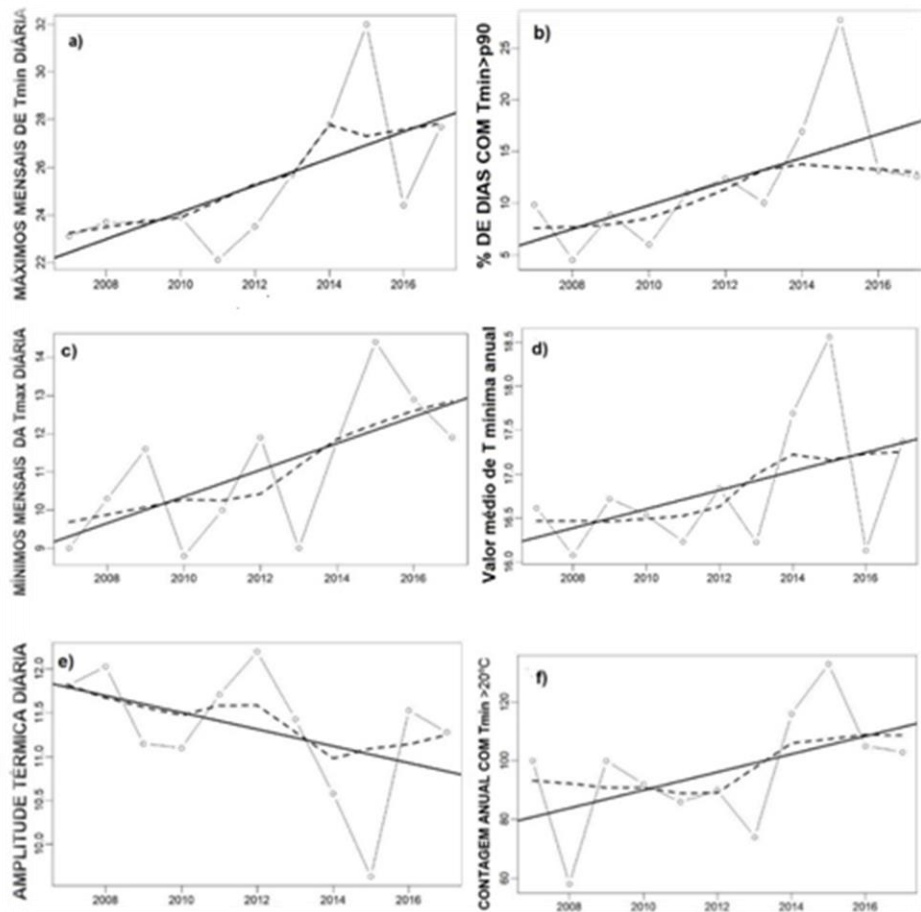 a)
MÁXIMOS MENSAIS DE Tmin DIÁRIA
32
30
28
26
24
22
2008 2010 2012 2014 2016
b)
% DE DIAS COM Tmin>p90
25
20
15
10
5
2008 2010 2012 2014 2016
c)
MÍNIMOS MENSAIS DA Tmax DIÁRIA
14
13
12
11
10
9
2008 2010 2012 2014 2016
d)
Valor médio de T mínima anual
18.5
18.0
17.5
17.0
16.5
16.0
2008 2010 2012 2014 2016
e)
AMPLITUDE TÉRMICA DIÁRIA
12.0
11.5
11.0
10.5
10.0
2008 2010 2012 2014 2016
f)
CONTAGEM ANUAL COM Tmin >20ºC
120
100
80
60
2008 2010 2012 2014 2016